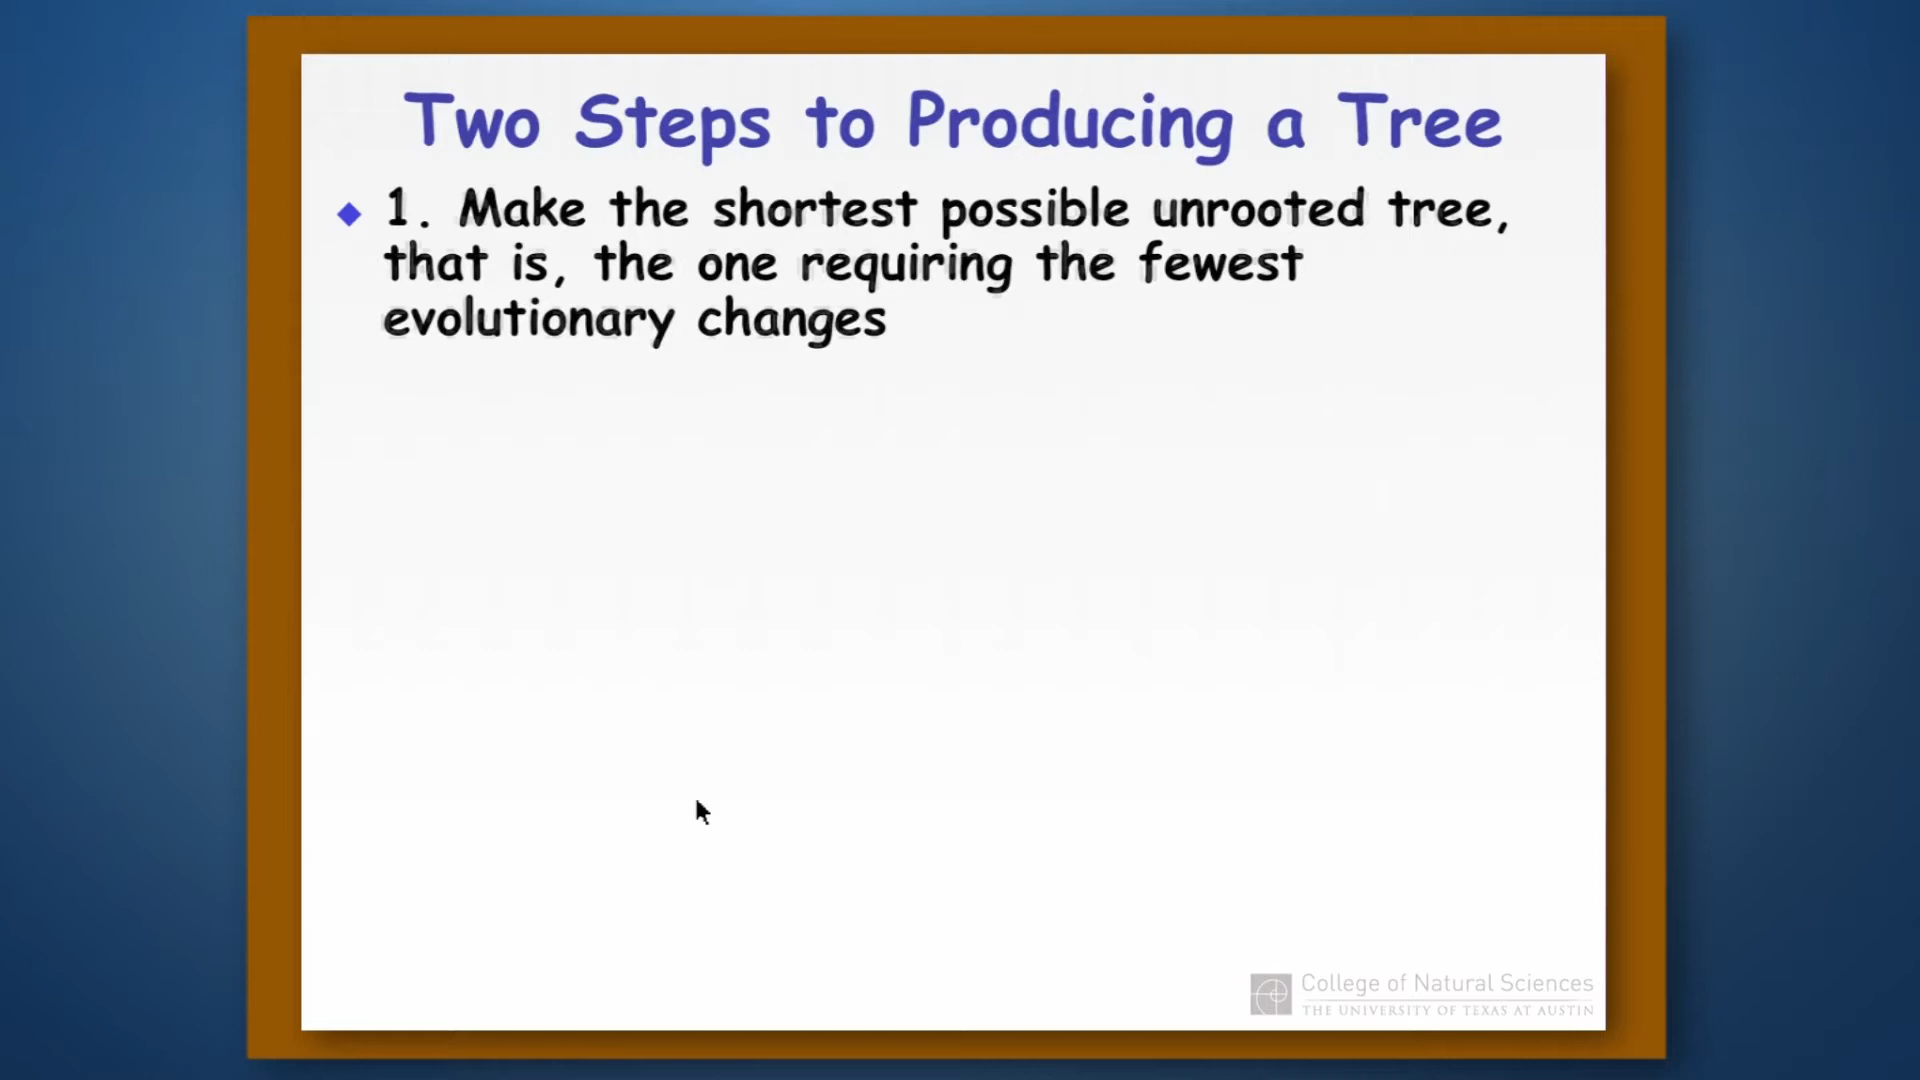 Two Steps to Producing a Tree
1. Make the shortest possible unrooted tree,
that is, the one requiring the fewest
evolutionary changes
College of Natural Sciences
THE UNIVERSITY OF TEXAS AT AUSTIN